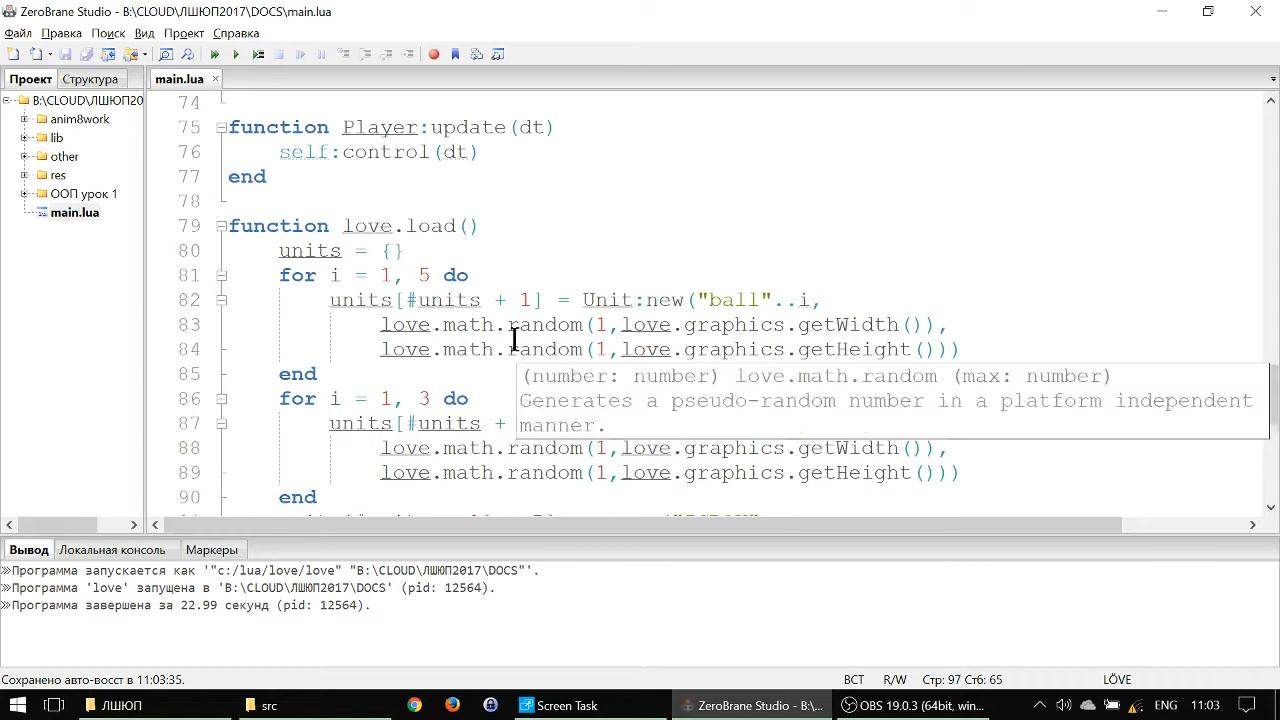 ZeroBrane Studio - B:\CLOUD\ЛШЮП2017\DOCS\main.lua
Файл Правка Поиск Вид Проект Справка
Проект Структура
main.lua
B:\CLOUD\ЛШЮП20
anim8work
lib
other
res
ООП урок 1
main.lua
74
75 function Player:update(dt)
76 self:control(dt)
77 end
78
79 function love.load()
80 units = {}
81 for i = 1, 5 do
82 units[#units + 1] = Unit:new("ball"..i,
83 love.math.random(1,love.graphics.getWidth()),
84 love.math.random(1,love.graphics.getHeight()))
85 end
86 for i = 1, 3 do
87 units[#units +
88 love.math.random(1,love.graphics.getWidth()),
89 love.math.random(1,love.graphics.getHeight()))
90 end
(number: number) love.math.random (max: number)
Generates a pseudo-random number in a platform independent
manner.
Вывод Локальная консоль Маркеры
Программа запускается как '"c:/lua/love/love" "B:\CLOUD\ЛШЮП2017\DOCS"'.
Программа 'love' запущена в 'B:\CLOUD\ЛШЮП2017\DOCS' (pid: 12564).
Программа завершена за 22.99 секунд (pid: 12564).
Сохранено авто-восст в 11:03:35. ВСТ R/W Стр: 97 Стб: 65 LÖVE
ЛШЮП src Screen Task ZeroBrane Studio - B:\... OBS 19.0.3 (64bit, win... ENG 11:03